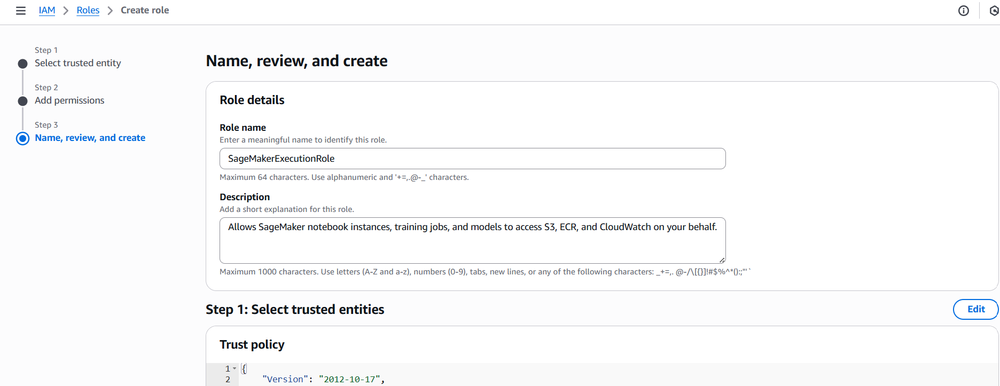 IAM > Roles > Create role
Step 1
Select trusted entity
Step 2
Add permissions
Step 3
Name, review, and create
Name, review, and create
Role details
Role name
Enter a meaningful name to identify this role.
SageMakerExecutionRole
Maximum 64 characters. Use alphanumeric and '+=,.@-_' characters.
Description
Add a short explanation for this role.
Allows SageMaker notebook instances, training jobs, and models to access S3, ECR, and CloudWatch on your behalf.
Maximum 1000 characters. Use letters (A-Z and a-z), numbers (0-9), tabs, new lines, or any of the following characters: _+=,. @-/\[{}]!#$%^*();:"'`
Step 1: Select trusted entities
Edit
Trust policy
1 {
2 "Version": "2012-10-17",